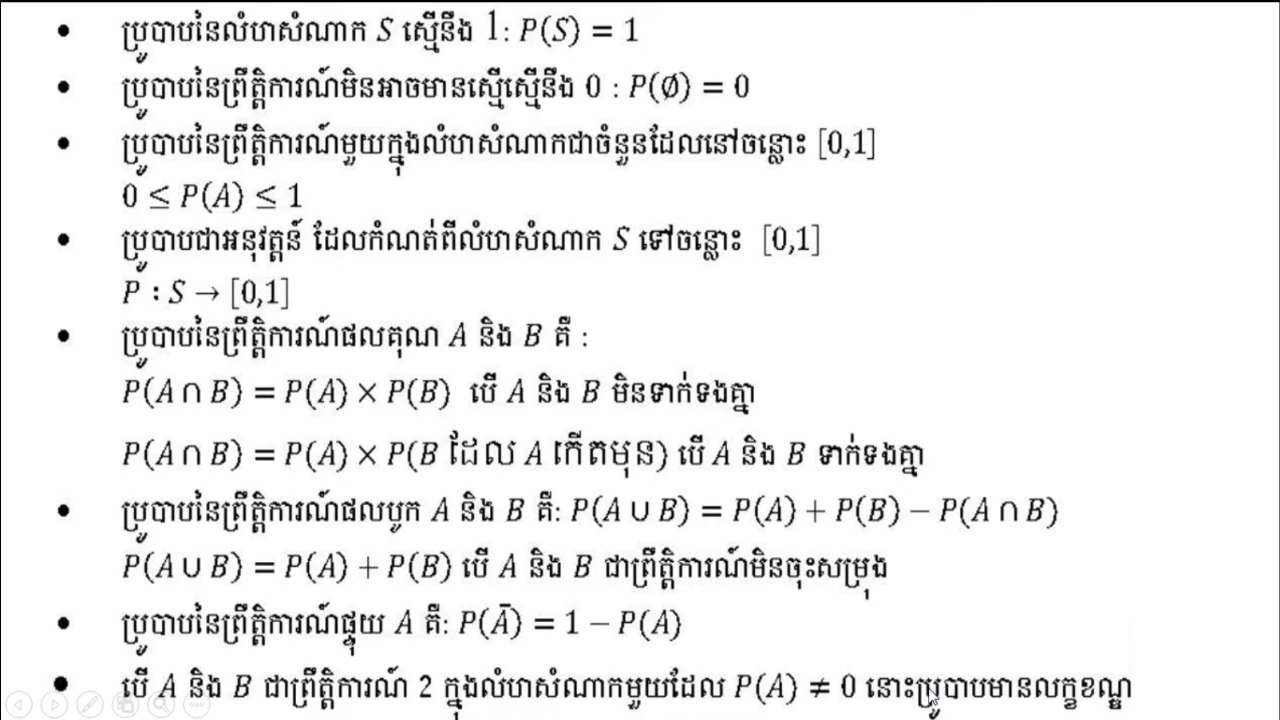 • ប្រូបាបនៃលំហសំណាក S ស្មើនឹង 1: P(S) = 1
• ប្រូបាបនៃព្រឹត្តិការណ៍មិនអាចមានស្មើស្មើនឹង 0 : P(∅) = 0
• ប្រូបាបនៃព្រឹត្តិការណ៍មួយក្នុងលំហសំណាកជាចំនួនដែលនៅចន្លោះ [0,1]
0 ≤ P(A) ≤ 1
• ប្រូបាបជាអនុវត្តន៍ ដែលកំណត់ពីលំហសំណាក S ទៅចន្លោះ [0,1]
P : S → [0,1]
• ប្រូបាបនៃព្រឹត្តិការណ៍ផលគុណ A និង B គឺ :
P(A ∩ B) = P(A) × P(B) បើ A និង B មិនទាក់ទងគ្នា
P(A ∩ B) = P(A) × P(B ដែល A កើតមុន) បើ A និង B ទាក់ទងគ្នា
• ប្រូបាបនៃព្រឹត្តិការណ៍ផលបូក A និង B គឺ: P(A ∪ B) = P(A) + P(B) − P(A ∩ B)
P(A ∪ B) = P(A) + P(B) បើ A និង B ជាព្រឹត្តិការណ៍មិនចុះសម្រុង
• ប្រូបាបនៃព្រឹត្តិការណ៍ផ្ទុយ A គឺ: P(Ā) = 1 − P(A)
• បើ A និង B ជាព្រឹត្តិការណ៍ 2 ក្នុងលំហសំណាកមួយដែល P(A) ≠ 0 នោះប្រូបាបមានលក្ខខណ្ឌ